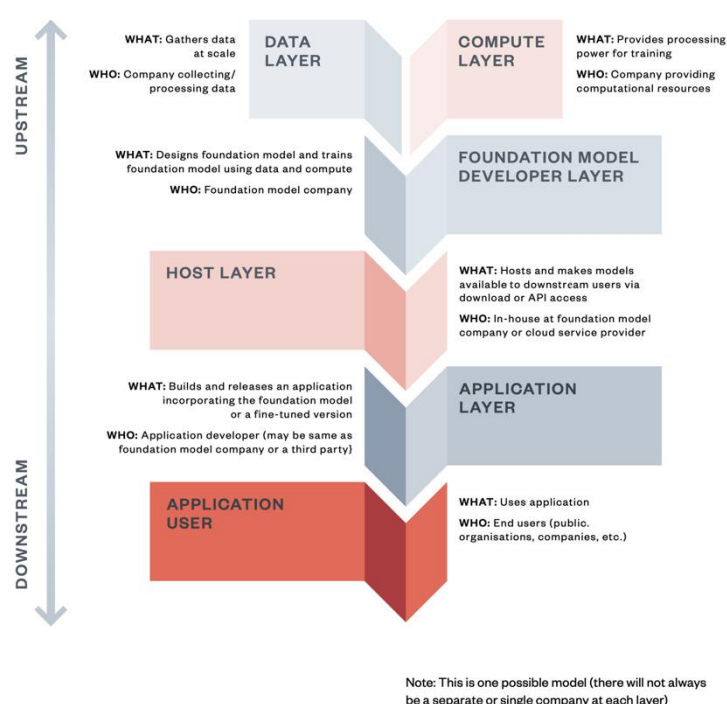 UPSTREAM
WHAT: Gathers data
at scale
WHO: Company collecting/
processing data
DATA
LAYER
COMPUTE
LAYER
WHAT: Provides processing
power for training
WHO: Company providing
computational resources
WHAT: Designs foundation model and trains
foundation model using data and compute
WHO: Foundation model company
FOUNDATION MODEL
DEVELOPER LAYER
HOST LAYER
WHAT: Hosts and makes models
available to downstream users via
download or API access
WHO: In-house at foundation model
company or cloud service provider
WHAT: Builds and releases an application
incorporating the foundation model
or a fine-tuned version
WHO: Application developer (may be same as
foundation model company or a third party}
APPLICATION
LAYER
DOWNSTREAM
APPLICATION
USER
WHAT: Uses application
WHO: End users (public.
organisations, companies, etc.)
Note: This is one possible model (there will not always
be a separate or single company at each layer)